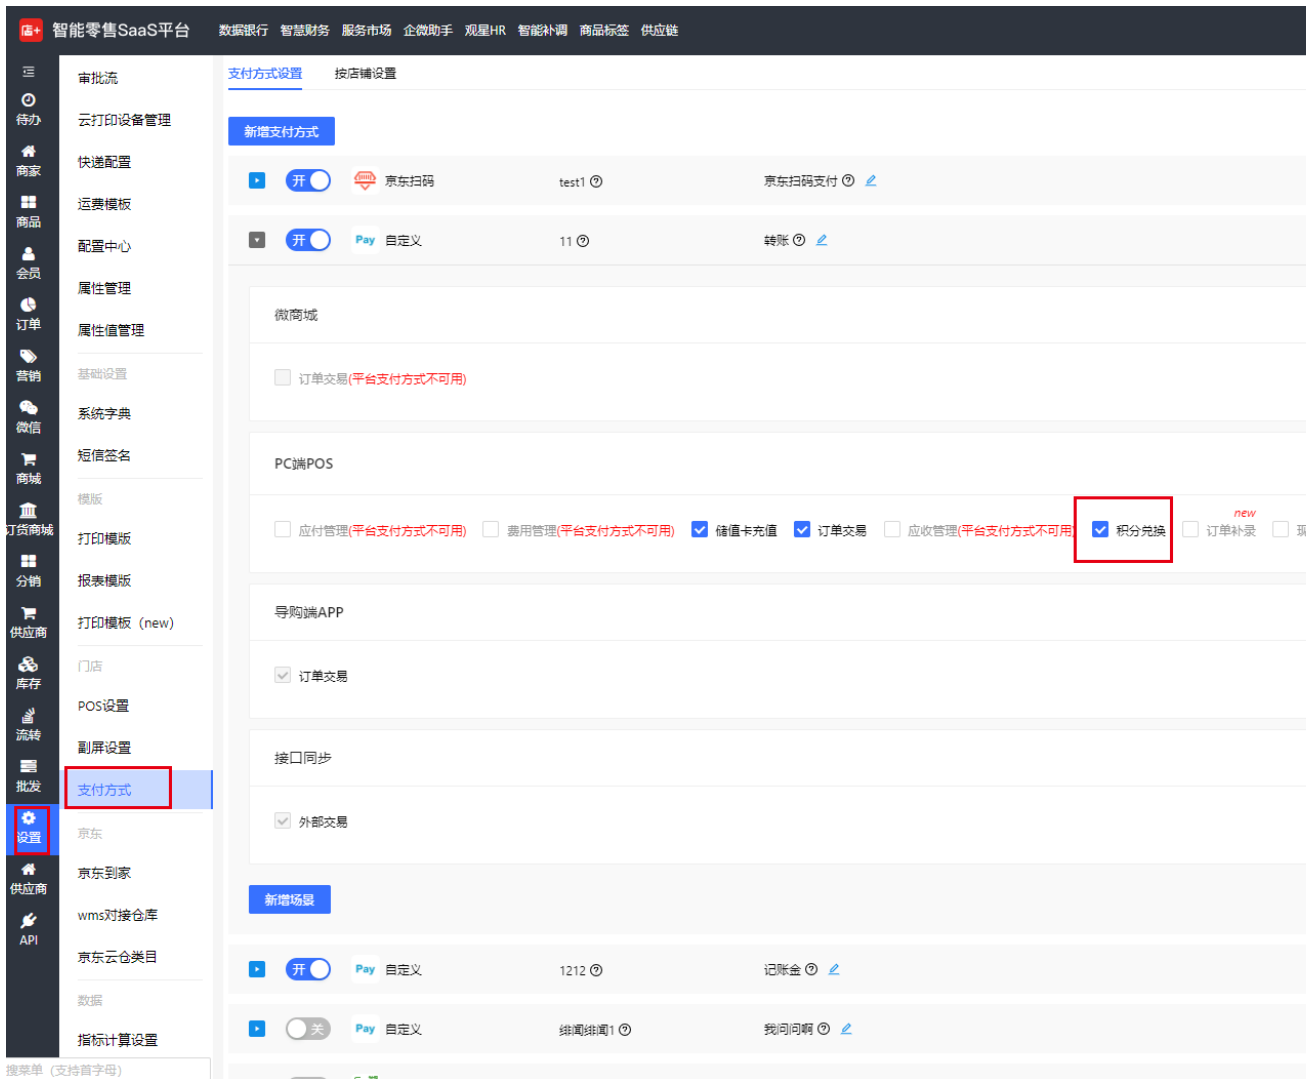 店+ 智能零售SaaS平台 数据银行 智慧财务 服务市场 企微助手 观星HR 智能补调 商品标签 供应链
待办
商家
商品
会员
订单
营销
微信
商城
订货商城
分销
供应商
库存
流转
批发
设置
供应商
API
审批流
云打印设备管理
快递配置
运费模板
配置中心
属性管理
属性值管理
基础设置
系统字典
短信签名
模版
打印模版
报表模版
打印模板（new）
门店
POS设置
副屏设置
支付方式
京东
京东到家
wms对接仓库
京东云仓类目
数据
指标计算设置
搜菜单（支持首字母）
支付方式设置 按店铺设置
新增支付方式
开 京东扫码 test1 京东扫码支付
开 Pay 自定义 11 转账
微商城
订单交易(平台支付方式不可用)
PC端POS
new
应付管理(平台支付方式不可用) 费用管理(平台支付方式不可用) 储值卡充值 订单交易 应收管理(平台支付方式不可用) 积分兑换 订单补录 现
导购端APP
订单交易
接口同步
外部交易
新增场景
开 Pay 自定义 1212 记账金
关 Pay 自定义 绯闻绯闻1 我问问啊